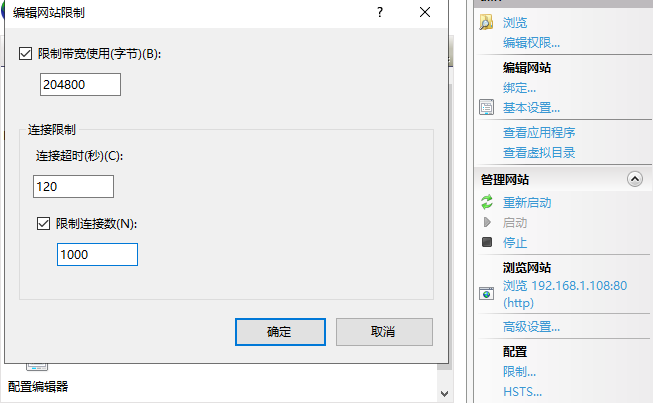 编辑网站限制
?
限制带宽使用(字节)(B):
204800
连接限制
连接超时(秒)(C):
120
限制连接数(N):
1000
确定
取消
配置编辑器
浏览
编辑权限...
编辑网站
绑定...
基本设置...
查看应用程序
查看虚拟目录
管理网站
重新启动
启动
停止
浏览网站
浏览 192.168.1.108:80
(http)
高级设置...
配置
限制...
HSTS...